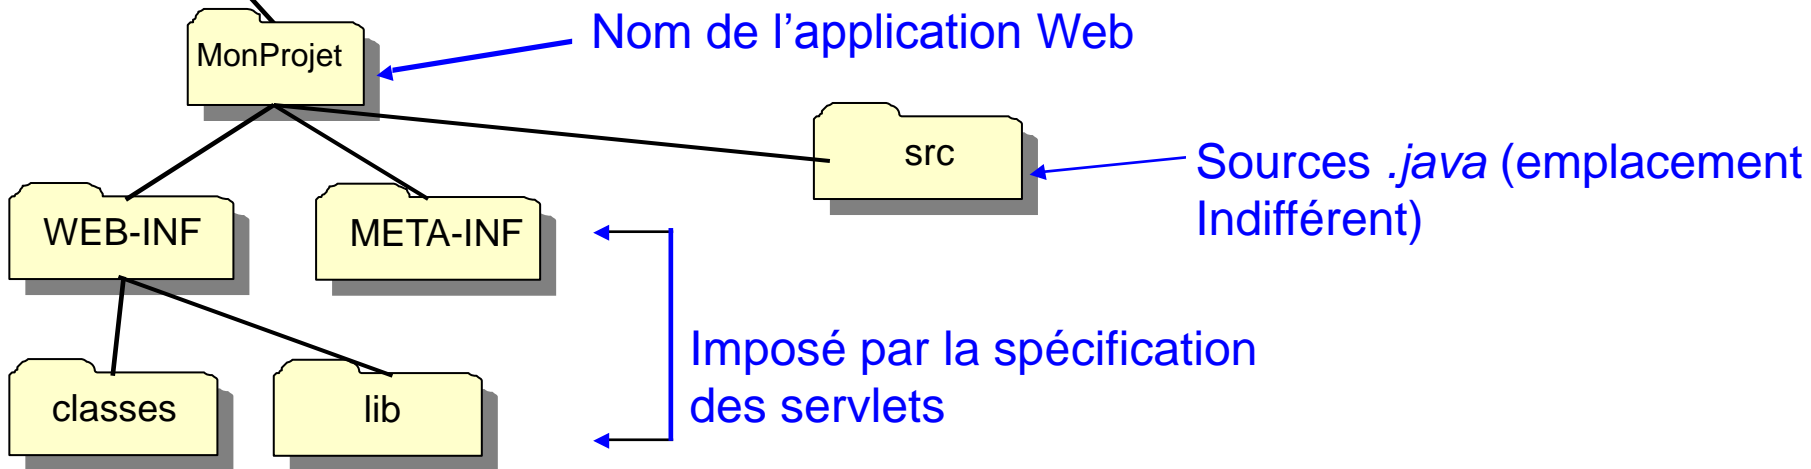 Nom de l’application Web
MonProjet
src
Sources .java (emplacement
Indifférent)
WEB-INF
META-INF
Imposé par la spécification
des servlets
classes
lib